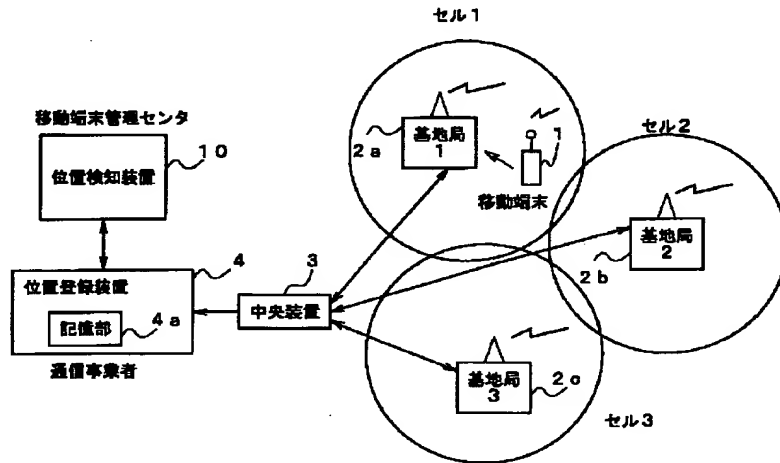 セル1
移動端末管理センタ
位置検知装置
10
基地局
1
2a
1
移動端末
セル2
基地局
2
2b
位置登録装置
4
記憶部
4a
通信事業者
3
中央装置
基地局
3
2c
セル3